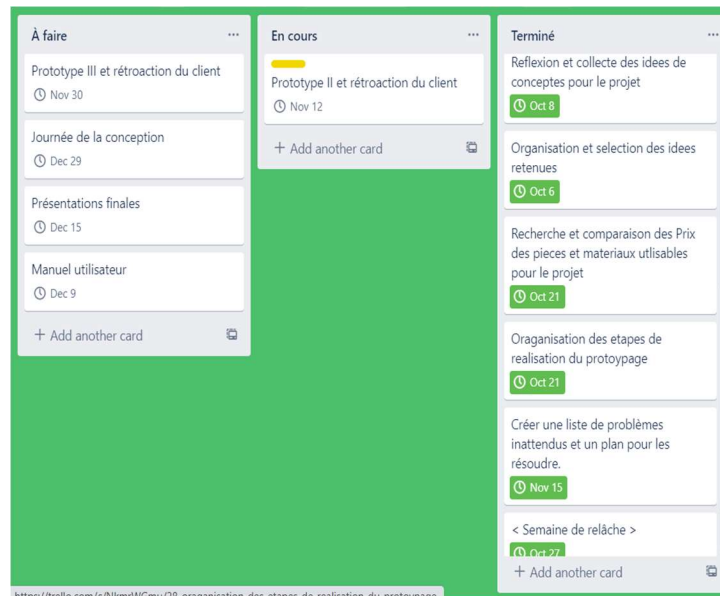 À faire
Prototype III et rétroaction du client
Nov 30
Journée de la conception
Dec 29
Présentations finales
Dec 15
Manuel utilisateur
Dec 9
+ Add another card
En cours
Prototype II et rétroaction du client
Nov 12
+ Add another card
Terminé
Reflexion et collecte des idees de
conceptes pour le projet
Oct 8
Organisation et selection des idees
retenues
Oct 6
Recherche et comparaison des Prix
des pieces et materiaux utlisables
pour le projet
Oct 21
Oraganisation des etapes de
realisation du protoypage
Oct 21
Créer une liste de problèmes
inattendus et un plan pour les
résoudre.
Nov 15
< Semaine de relâche >
Oct 27
+ Add another card